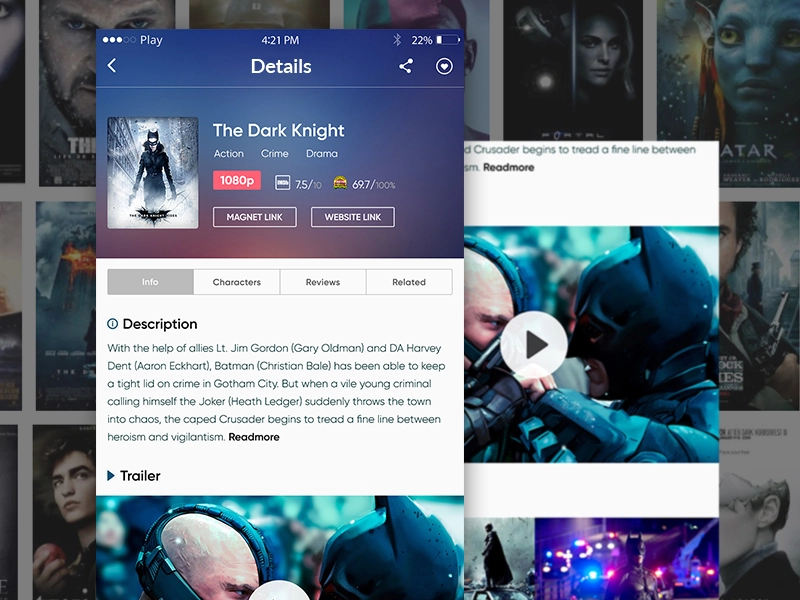 Play
4:21 PM
22%
Details
The Dark Knight
Action Crime Drama
1080p 7.5/10 69.7/100%
MAGNET LINK WEBSITE LINK
Info Characters Reviews Related
Description
With the help of allies Lt. Jim Gordon (Gary Oldman) and DA Harvey
Dent (Aaron Eckhart), Batman (Christian Bale) has been able to keep
a tight lid on crime in Gotham City. But when a vile young criminal
calling himself the Joker (Heath Ledger) suddenly throws the town
into chaos, the caped Crusader begins to tread a fine line between
heroism and vigilantism. Readmore
Trailer
d Crusader begins to tread a fine line between
sm. Readmore
PORTAL
ATAR
TH
THE